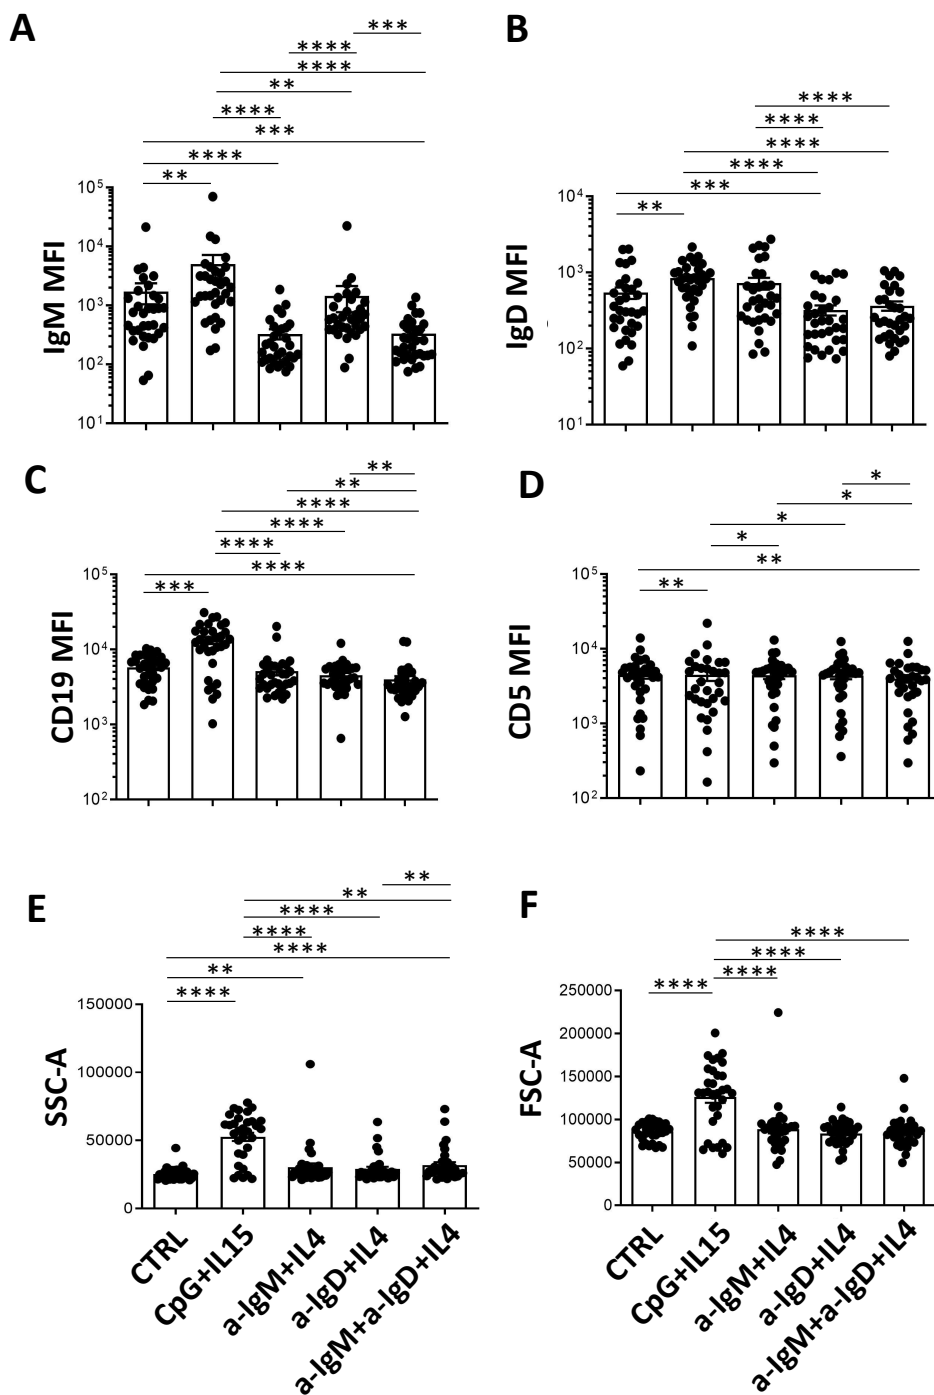 A
***
****
****
**
****
***
****
**
10⁵
10⁴
10³
10²
10¹
IgM MFI
B
****
****
****
****
***
**
10⁴
10³
10²
10¹
IgD MFI
C
**
**
****
****
****
****
***
10⁵
10⁴
10³
10²
CD19 MFI
D
*
*
*
*
**
**
10⁵
10⁴
10³
10²
CD5 MFI
E
**
**
****
****
****
**
****
150000
100000
50000
0
SSC-A
CTRL
CpG+IL15
a-IgM+IL4
a-IgD+IL4
a-IgM+a-IgD+IL4
F
****
****
****
****
250000
200000
150000
100000
50000
0
FSC-A
CTRL
CpG+IL15
a-IgM+IL4
a-IgD+IL4
a-IgM+a-IgD+IL4